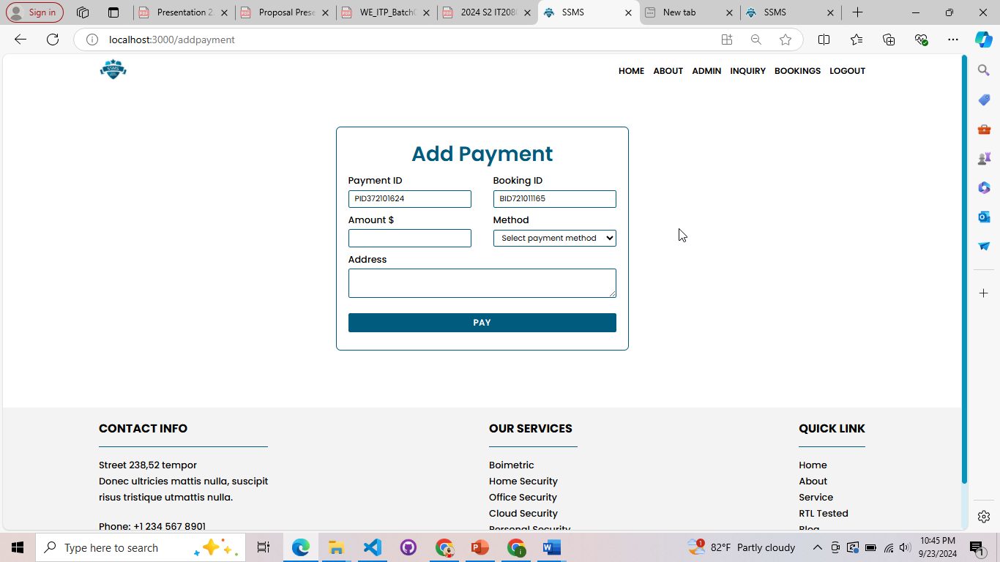 Sign in
Presentation 2
Proposal Prese
WE_ITP_Batch
2024 S2 IT208
SSMS
New tab
SSMS
localhost:3000/addpayment
SSMS
HOME ABOUT ADMIN INQUIRY BOOKINGS LOGOUT
Add Payment
Payment ID Booking ID
PID372101624 BID721011165
Amount $ Method
Select payment method
Address
PAY
CONTACT INFO OUR SERVICES QUICK LINK
Street 238,52 tempor Boimetric Home
Donec ultricies mattis nulla, suscipit Home Security About
risus tristique utmattis nulla. Office Security Service
Cloud Security RTL Tested
Phone: +1 234 567 8901 Personal Security Blog
Type here to search
1
82°F Partly cloudy
10:45 PM
9/23/2024
1